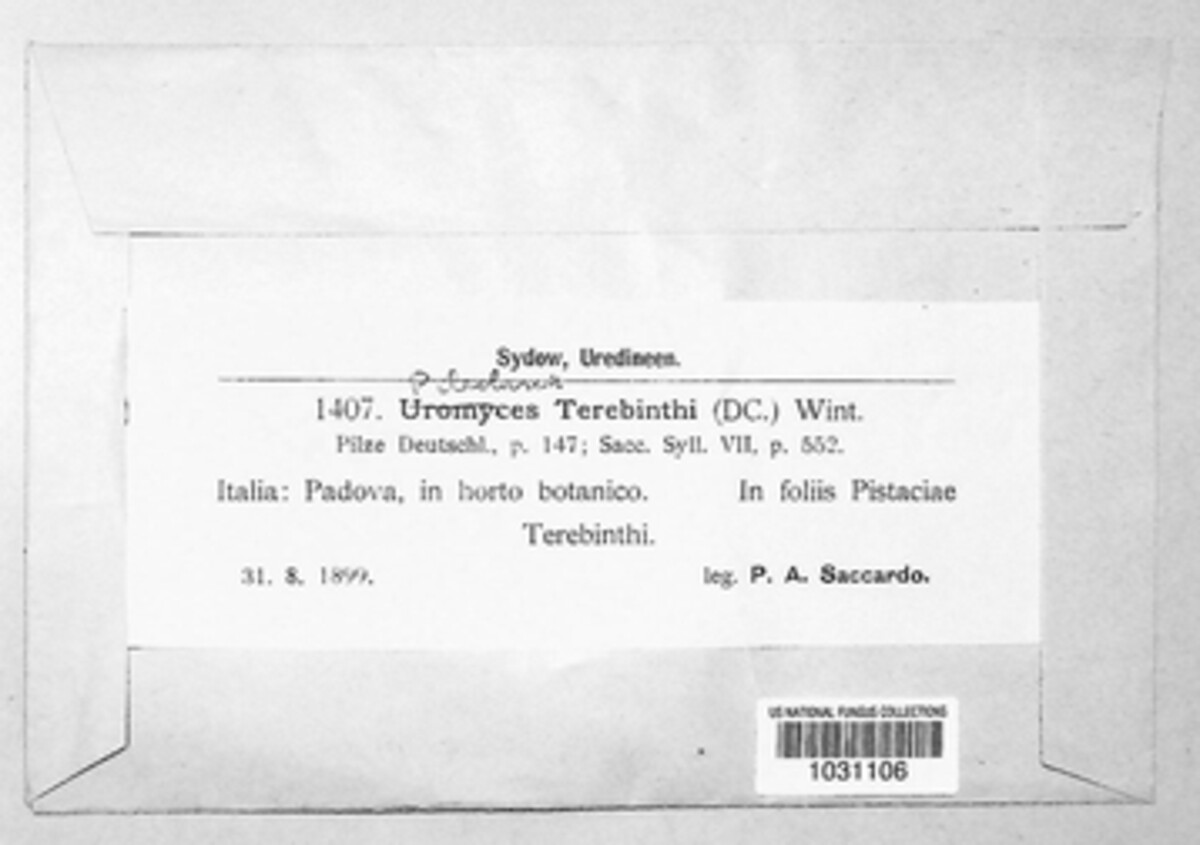 Sydow, Uredineen.
Pileolaria
1407. Uromyces Terebinthi (DC.) Wint.
Pilze Deutschl., p. 147; Sacc. Syll. VII, p. 552.
Italia: Padova, in horto botanico. In foliis Pistaciae
Terebinthi.
31. 8. 1899. leg. P. A. Saccardo.
US NATIONAL FUNGUS COLLECTIONS
1031106